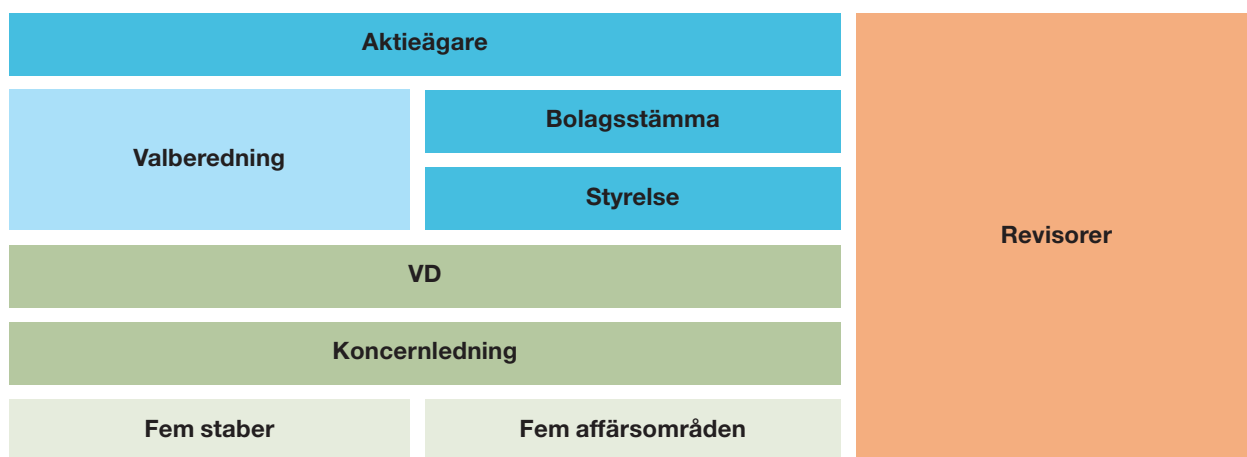 Aktieägare
Valberedning
Bolagsstämma
Styrelse
VD
Koncernledning
Fem staber
Fem affärsområden
Revisorer